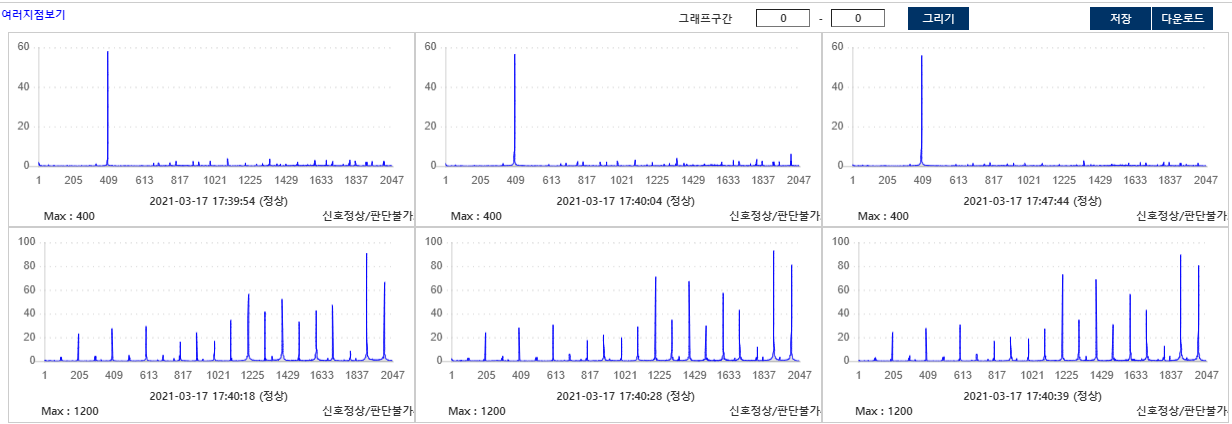 여러지점보기
그래프구간 0 - 0 그리기 저장 다운로드
60 60 60
40 40 40
20 20 20
0 0 0
1 205 409 613 817 1021 1225 1429 1633 1837 2047 1 205 409 613 817 1021 1225 1429 1633 1837 2047 1 205 409 613 817 1021 1225 1429 1633 1837 2047
2021-03-17 17:39:54 (정상) 2021-03-17 17:40:04 (정상) 2021-03-17 17:47:44 (정상)
Max : 400 신호정상/판단불가 Max : 400 신호정상/판단불가 Max : 400 신호정상/판단불가
100 100 100
80 80 80
60 60 60
40 40 40
20 20 20
0 0 0
1 205 409 613 817 1021 1225 1429 1633 1837 2047 1 205 409 613 817 1021 1225 1429 1633 1837 2047 1 205 409 613 817 1021 1225 1429 1633 1837 2047
2021-03-17 17:40:18 (정상) 2021-03-17 17:40:28 (정상) 2021-03-17 17:40:39 (정상)
Max : 1200 신호정상/판단불가 Max : 1200 신호정상/판단불가 Max : 1200 신호정상/판단불가